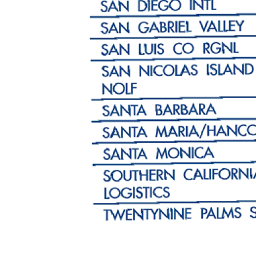 SAN DIEGO INTL
SAN GABRIEL VALLEY
SAN LUIS CO RGNL
SAN NICOLAS ISLAND
NOLF
SANTA BARBARA
SANTA MARIA/HANCO
SANTA MONICA
SOUTHERN CALIFORNIA
LOGISTICS
TWENTYNINE PALMS S